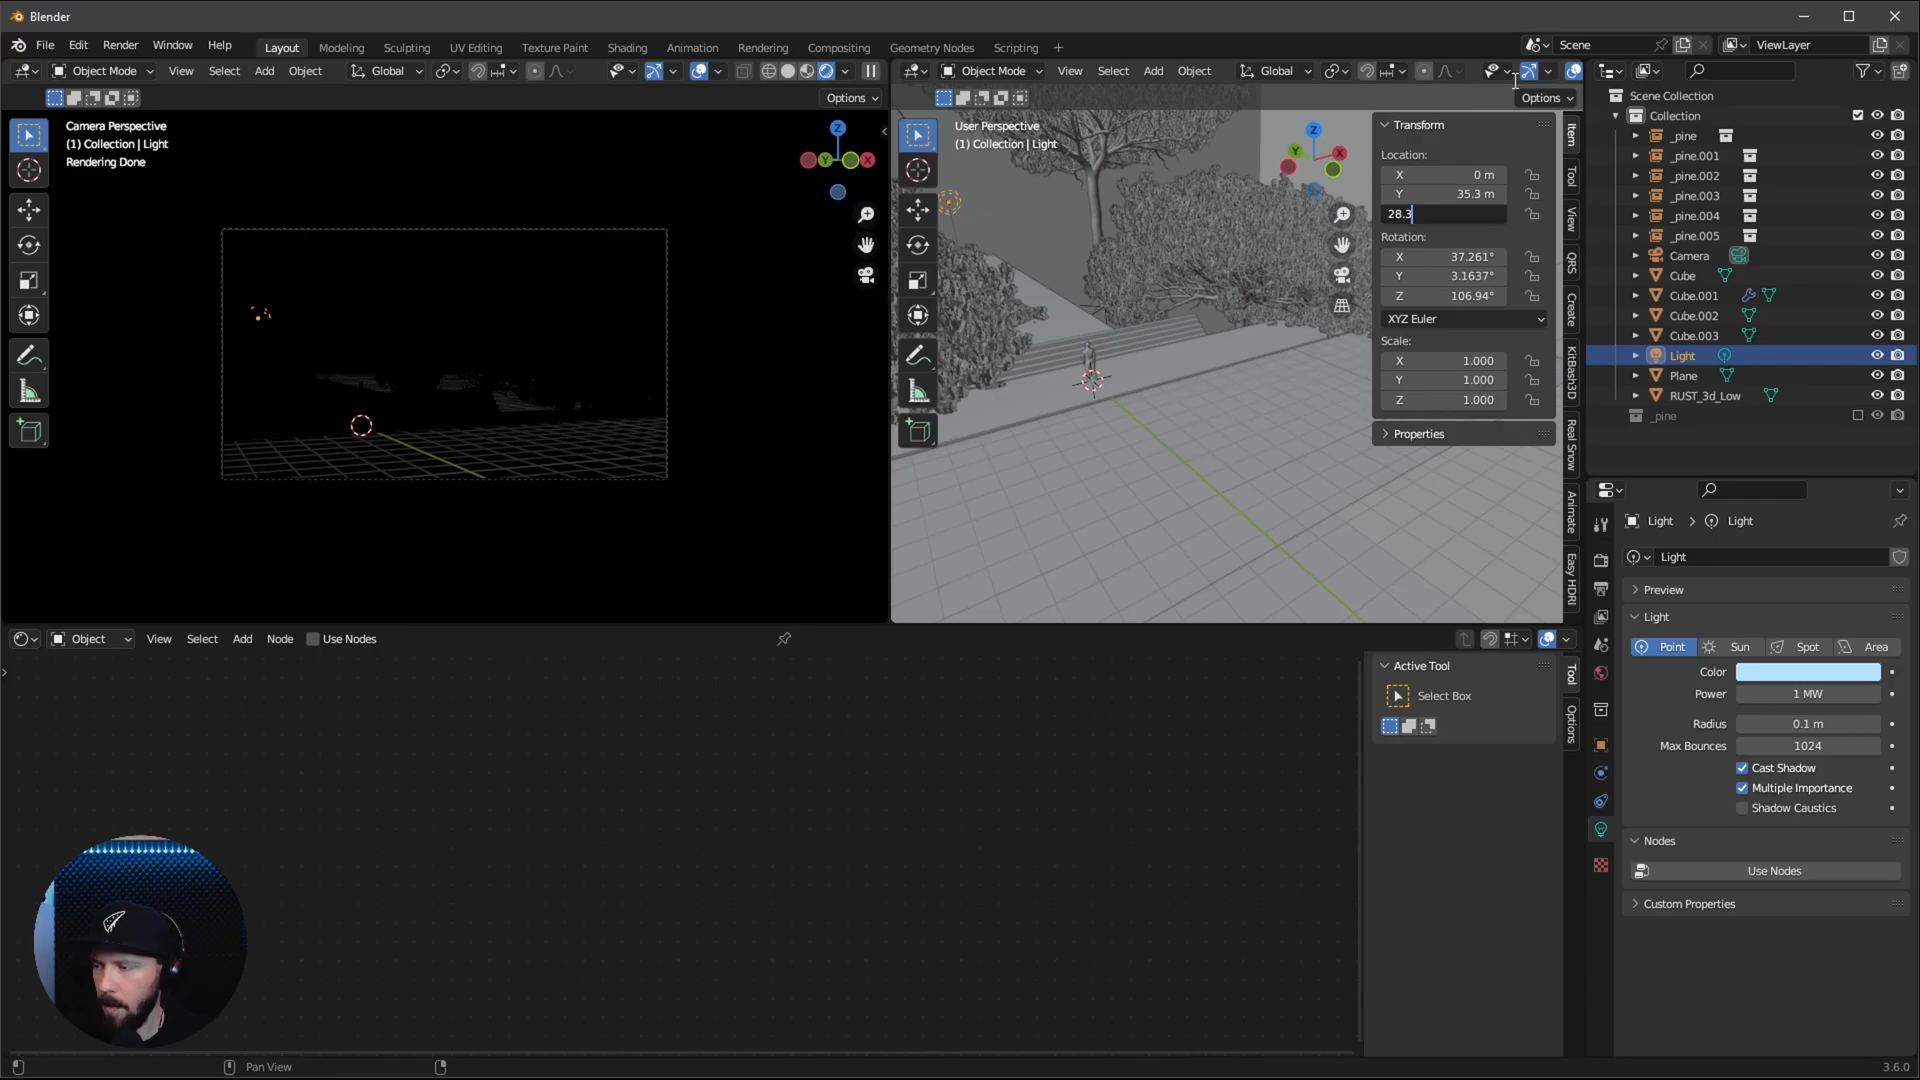 Blender
File Edit Render Window Help
Layout Modeling Sculpting UV Editing Texture Paint Shading Animation Rendering Compositing Geometry Nodes Scripting +
Scene
ViewLayer
Object Mode View Select Add Object Global
Object Mode View Select Add Object Global
Options
Options
Camera Perspective
(1) Collection | Light
Rendering Done
Z
Y
X
User Perspective
(1) Collection | Light
Z
Y
X
Transform
Location:
X 0 m
Y 35.3 m
28.3
Rotation:
X 37.261°
Y 3.1637°
Z 106.94°
XYZ Euler
Scale:
X 1.000
Y 1.000
Z 1.000
Properties
Item
Tool
View
QRS
Create
KitBash3D
Real Snow
Animate
Easy HDRI
Scene Collection
Collection
_pine
_pine.001
_pine.002
_pine.003
_pine.004
_pine.005
Camera
Cube
Cube.001
Cube.002
Cube.003
Light
Plane
RUST_3d_Low
_pine
Light > Light
Light
Preview
Light
Point Sun Spot Area
Color
Power 1 MW
Radius 0.1 m
Max Bounces 1024
Cast Shadow
Multiple Importance
Shadow Caustics
Nodes
Use Nodes
Custom Properties
Object View Select Add Node Use Nodes
Active Tool
Select Box
Tool
Options
Pan View
3.6.0